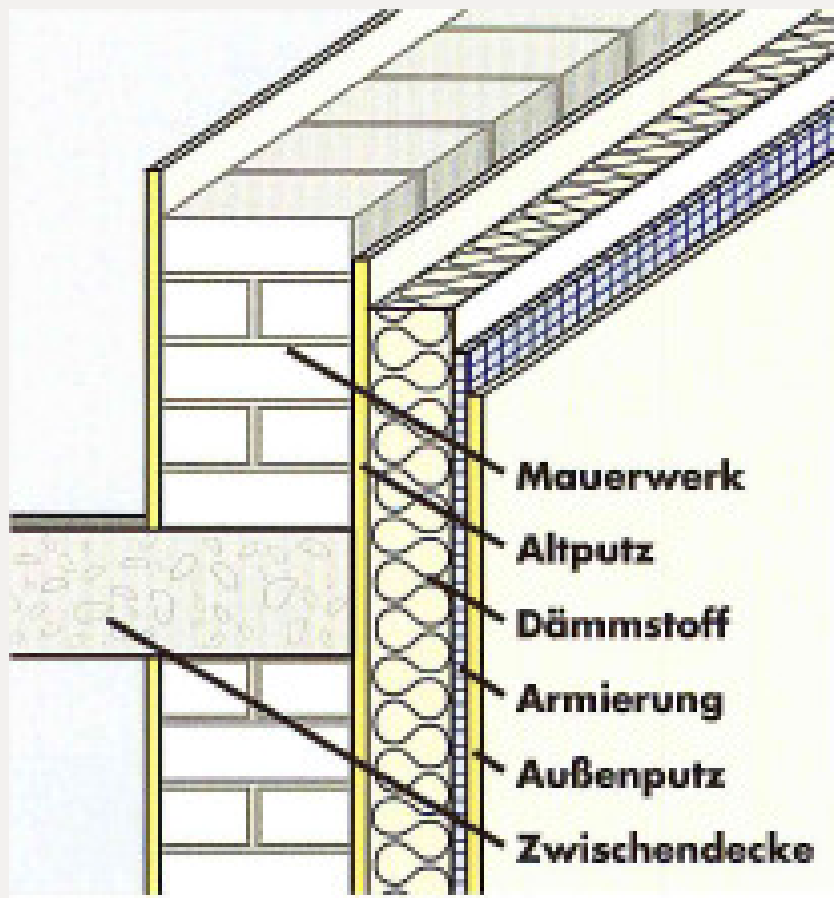 Mauerwerk
Altputz
Dämmstoff
Armierung
Außenputz
Zwischendecke